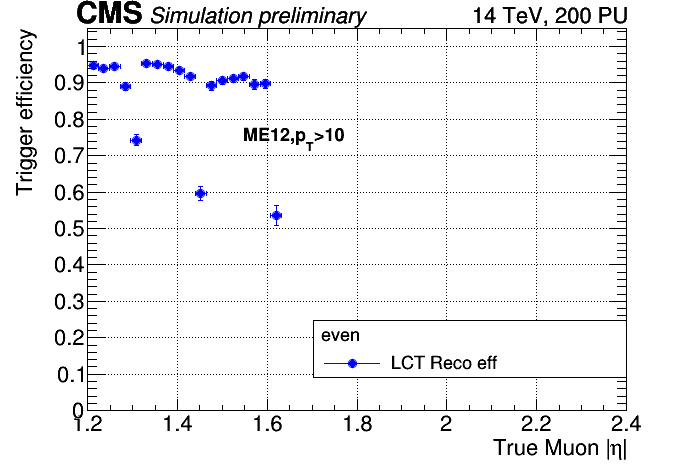 CMS Simulation preliminary 14 TeV, 200 PU
Trigger efficiency
1
0.9
0.8
0.7
0.6
0.5
0.4
0.3
0.2
0.1
0
ME12,pT>10
even
LCT Reco eff
1.2 1.4 1.6 1.8 2 2.2 2.4
True Muon |η|